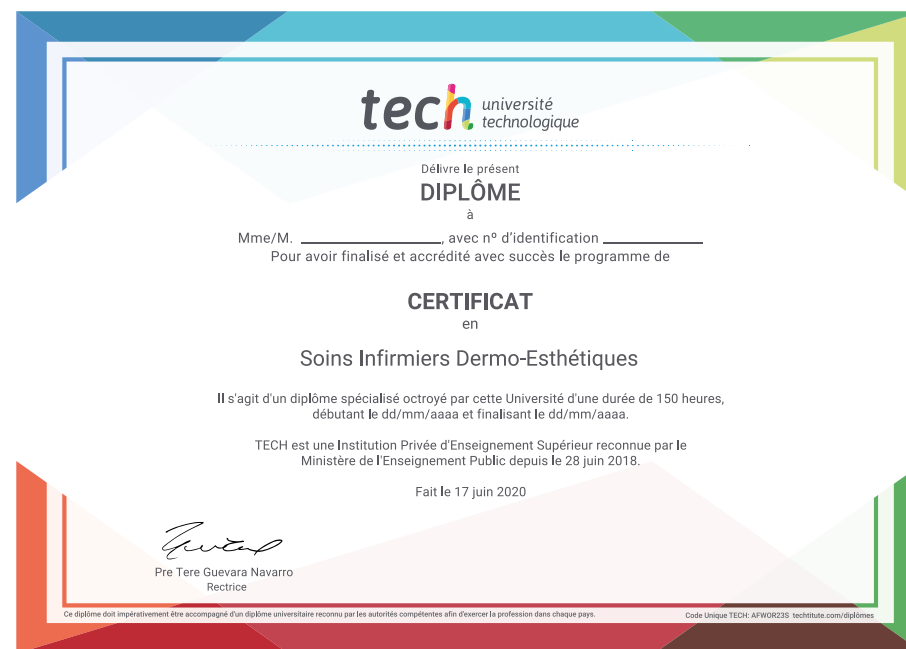 tech université
technologique
Délivre le présent
DIPLÔME
à
Mme/M. ____________________, avec nº d'identification ______________
Pour avoir finalisé et accrédité avec succès le programme de
CERTIFICAT
en
Soins Infirmiers Dermo-Esthétiques
Il s'agit d'un diplôme spécialisé octroyé par cette Université d'une durée de 150 heures,
débutant le dd/mm/aaaa et finalisant le dd/mm/aaaa.
TECH est une Institution Privée d'Enseignement Supérieur reconnue par le
Ministère de l'Enseignement Public depuis le 28 juin 2018.
Fait le 17 juin 2020
Pre Tere Guevara Navarro
Rectrice
Ce diplôme doit impérativement être accompagné d'un diplôme universitaire reconnu par les autorités compétentes afin d'exercer la profession dans chaque pays.
Code Unique TECH: AFWOR23S techtitute.com/diplômes